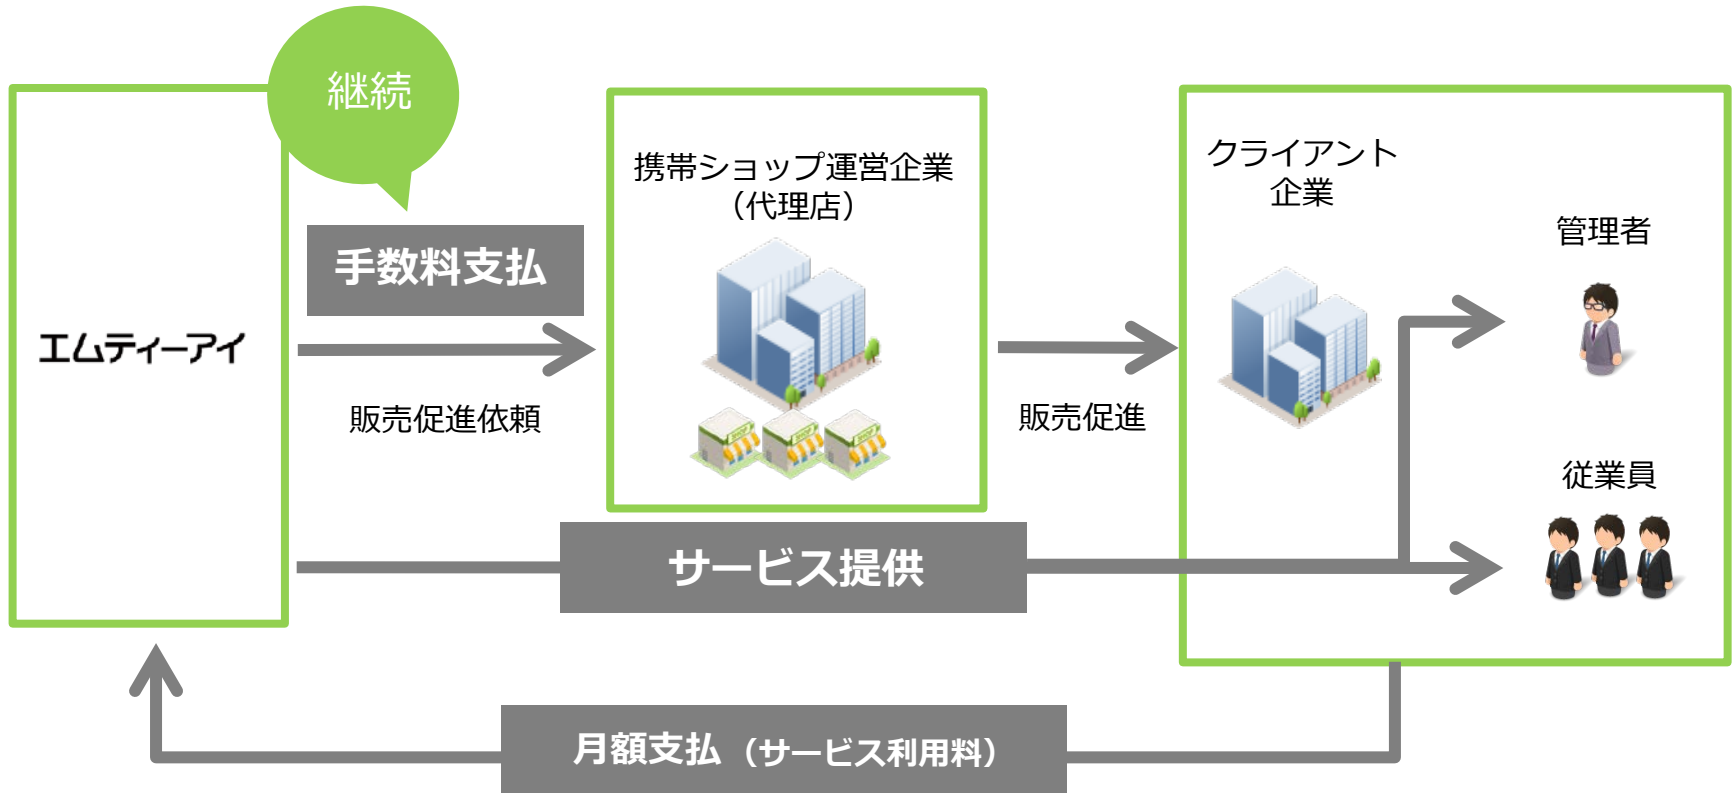 継続
手数料支払
エムティーアイ
販売促進依頼
携帯ショップ運営企業
（代理店）
販売促進
クライアント
企業
管理者
従業員
サービス提供
月額支払（サービス利用料）